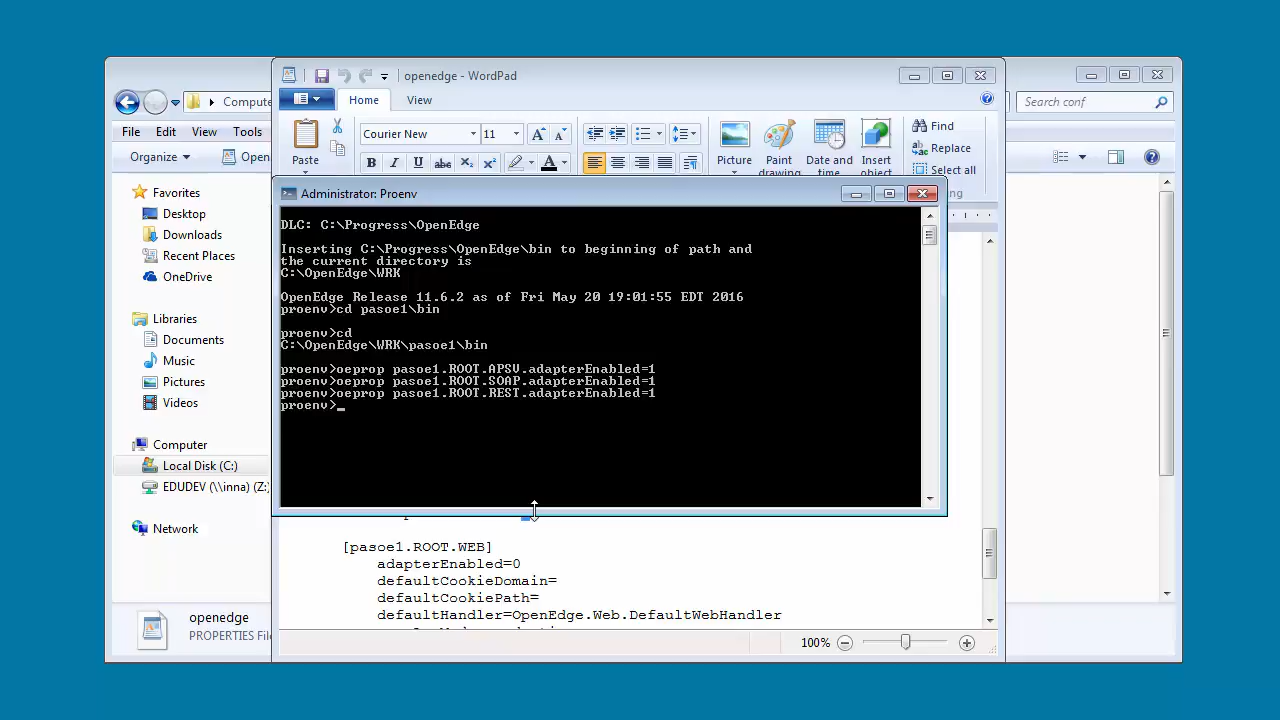 openedge - WordPad
Compute
Search conf
File Edit View Tools
Home View
Organize
Open
Paste
Courier New 11
Picture
Paint drawing
Date and time
Insert object
Find
Replace
Select all
Favorites
Desktop
Downloads
Recent Places
OneDrive
Libraries
Documents
Music
Pictures
Videos
Computer
Local Disk (C:)
EDUDEV (\\inna) (Z:)
Network
openedge
PROPERTIES File
Administrator: Proenv
DLC: C:\Progress\OpenEdge
Inserting C:\Progress\OpenEdge\bin to beginning of path and
the current directory is
C:\OpenEdge\WRK
OpenEdge Release 11.6.2 as of Fri May 20 19:01:55 EDT 2016
proenv>cd pasoe1\bin
proenv>cd
C:\OpenEdge\WRK\pasoe1\bin
proenv>oeprop pasoe1.ROOT.APSV.adapterEnabled=1
proenv>oeprop pasoe1.ROOT.SOAP.adapterEnabled=1
proenv>oeprop pasoe1.ROOT.REST.adapterEnabled=1
proenv>_
[pasoe1.ROOT.WEB]
adapterEnabled=0
defaultCookieDomain=
defaultCookiePath=
defaultHandler=OpenEdge.Web.DefaultWebHandler
100%